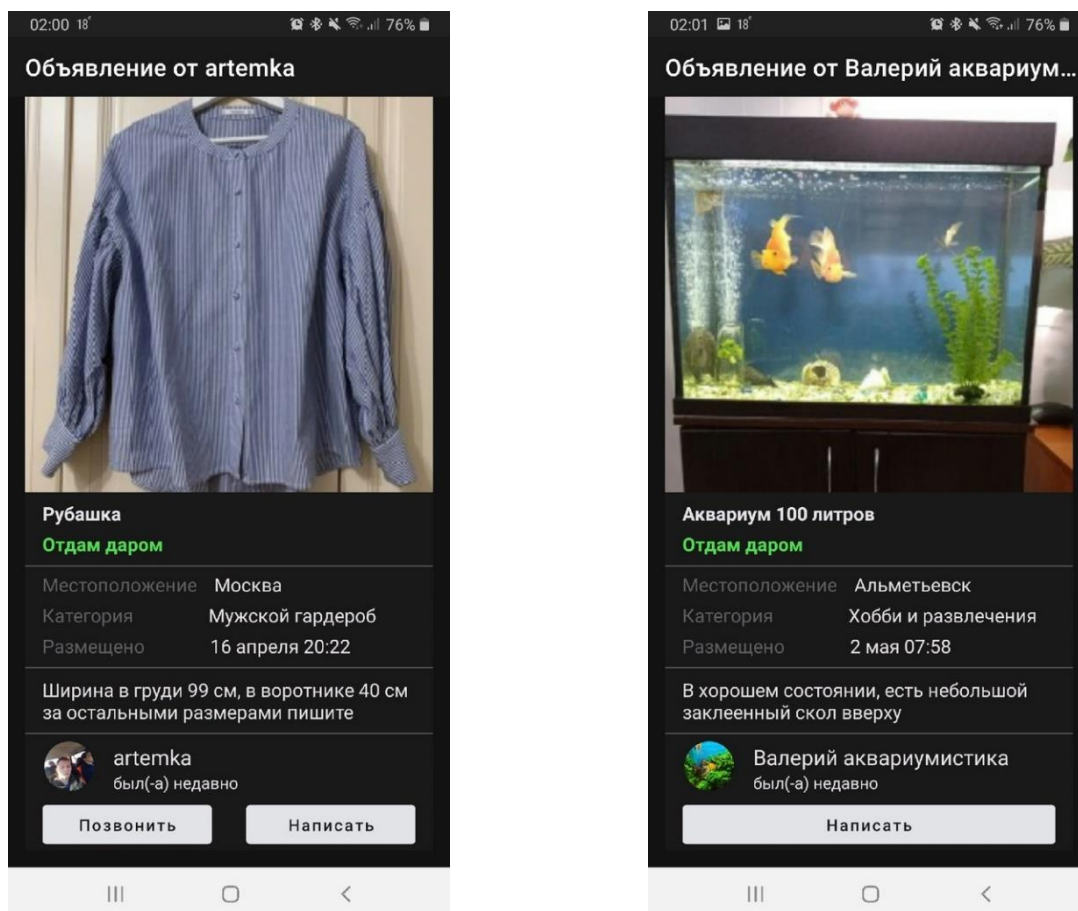 02:00 18° 76%
Объявление от artemka
Рубашка
Отдам даром
Местоположение Москва
Категория Мужской гардероб
Размещено 16 апреля 20:22
Ширина в груди 99 см, в воротнике 40 см
за остальными размерами пишите
artemka
был(-а) недавно
Позвонить Написать
02:01 18° 76%
Объявление от Валерий аквариум...
Аквариум 100 литров
Отдам даром
Местоположение Альметьевск
Категория Хобби и развлечения
Размещено 2 мая 07:58
В хорошем состоянии, есть небольшой
заклеенный скол вверху
Валерий аквариумистика
был(-а) недавно
Написать